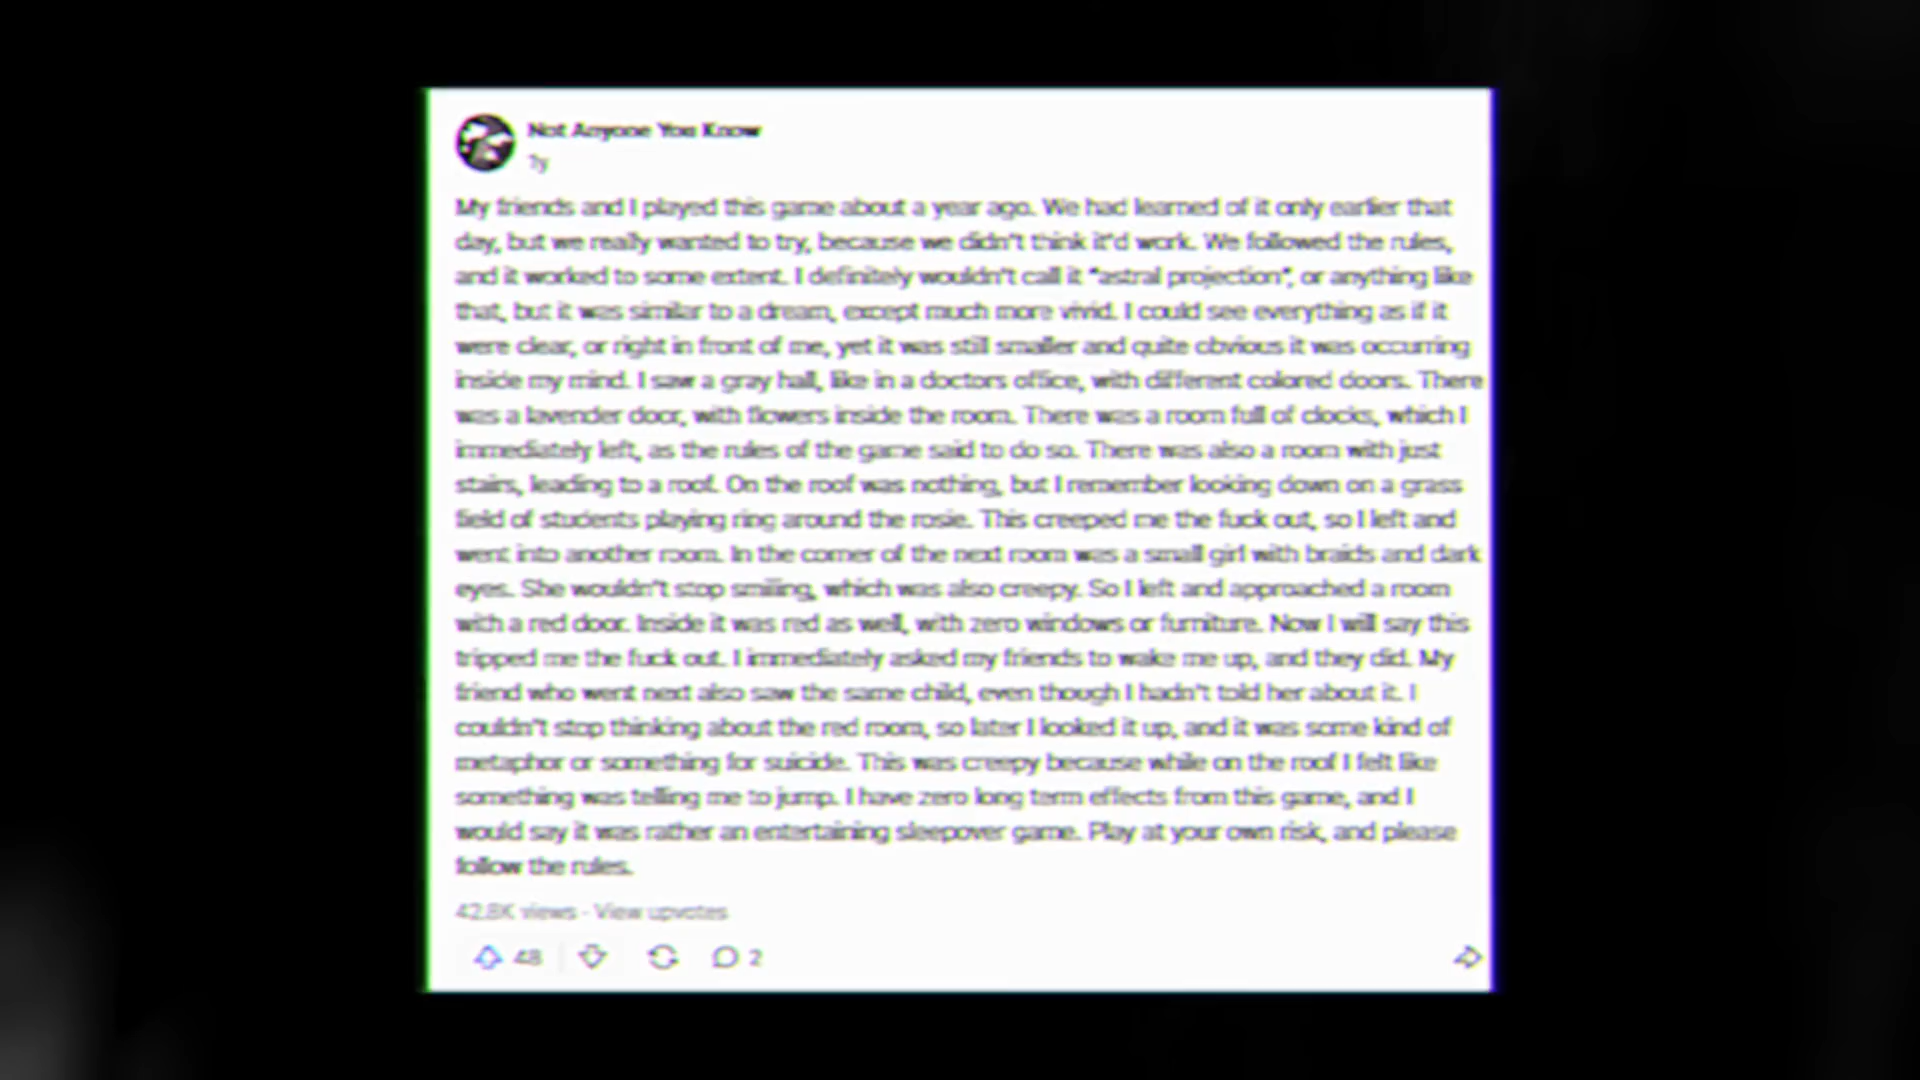 Not Anyone You Know
7y
My friends and I played this game about a year ago. We had learned of it only earlier that
day, but we really wanted to try, because we didn't think it'd work. We followed the rules,
and it worked to some extent. I definitely wouldn't call it "astral projection", or anything like
that, but it was similar to a dream, except much more vivid. I could see everything as if it
were clear, or right in front of me, yet it was still smaller and quite obvious it was occurring
inside my mind. I saw a gray hall, like in a doctors office, with different colored doors. There
was a lavender door, with flowers inside the room. There was a room full of clocks, which I
immediately left, as the rules of the game said to do so. There was also a room with just
stairs, leading to a roof. On the roof was nothing, but I remember looking down on a grass
field of students playing ring around the rosie. This creeped me the fuck out, so I left and
went into another room. In the corner of the next room was a small girl with braids and dark
eyes. She wouldn't stop smiling, which was also creepy. So I left and approached a room
with a red door. Inside it was red as well, with zero windows or furniture. Now I will say this
tripped me the fuck out. I immediately asked my friends to wake me up, and they did. My
friend who went next also saw the same child, even though I hadn't told her about it. I
couldn't stop thinking about the red room, so later I looked it up, and it was some kind of
metaphor or something for suicide. This was creepy because while on the roof I felt like
something was telling me to jump. I have zero long term effects from this game, and I
would say it was rather an entertaining sleepover game. Play at your own risk, and please
follow the rules.
42.8K views · View upvotes
48 2